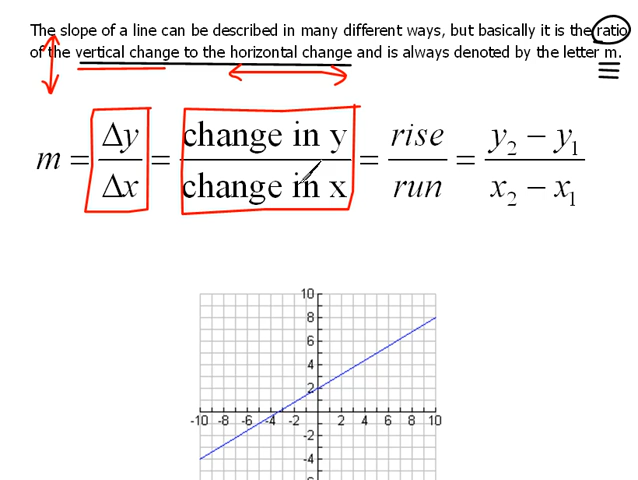 The slope of a line can be described in many different ways, but basically it is the ratio
of the vertical change to the horizontal change and is always denoted by the letter m.
m = Δy/Δx = change in y/change in x = rise/run = y₂ − y₁/x₂ − x₁
10
8
6
4
2
-10 -8 -6 -4 -2 2 4 6 8 10
-2
-4